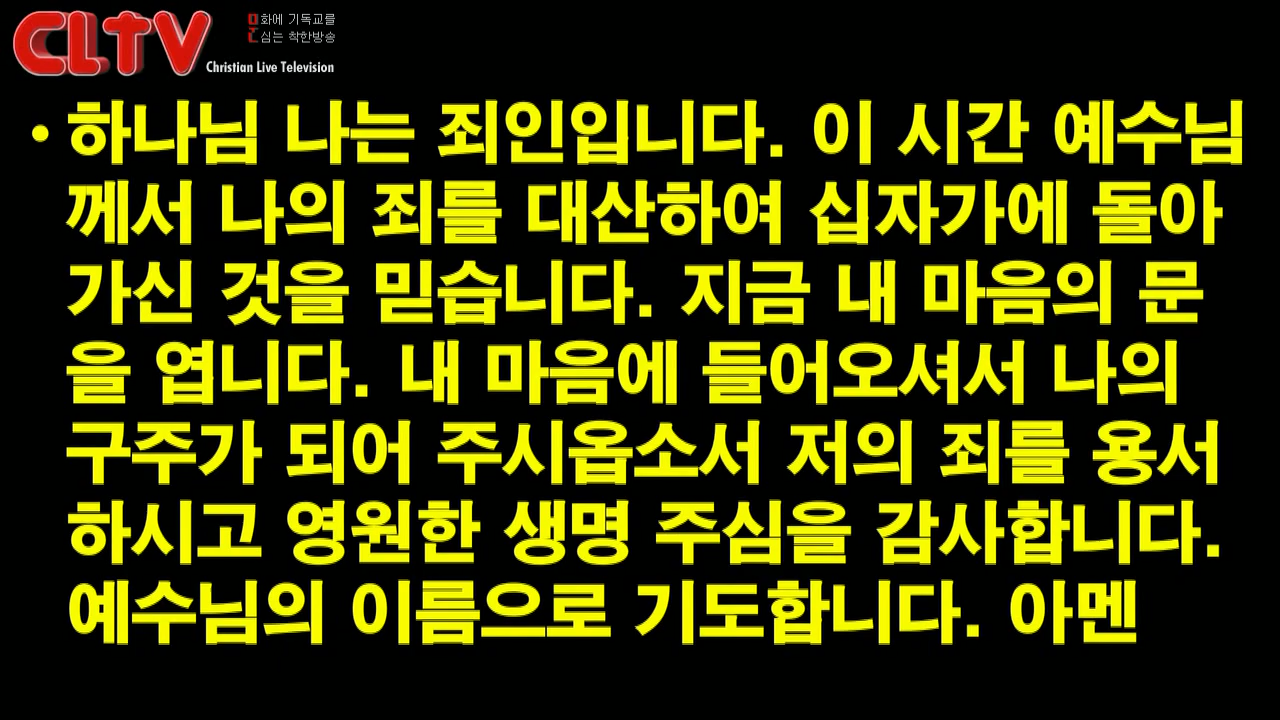 CLTV
문화에 기독교를
심는 착한방송
Christian Live Television
• 하나님 나는 죄인입니다. 이 시간 예수님
께서 나의 죄를 대산하여 십자가에 돌아
가신 것을 믿습니다. 지금 내 마음의 문
을 엽니다. 내 마음에 들어오셔서 나의
구주가 되어 주시옵소서 저의 죄를 용서
하시고 영원한 생명 주심을 감사합니다.
예수님의 이름으로 기도합니다. 아멘